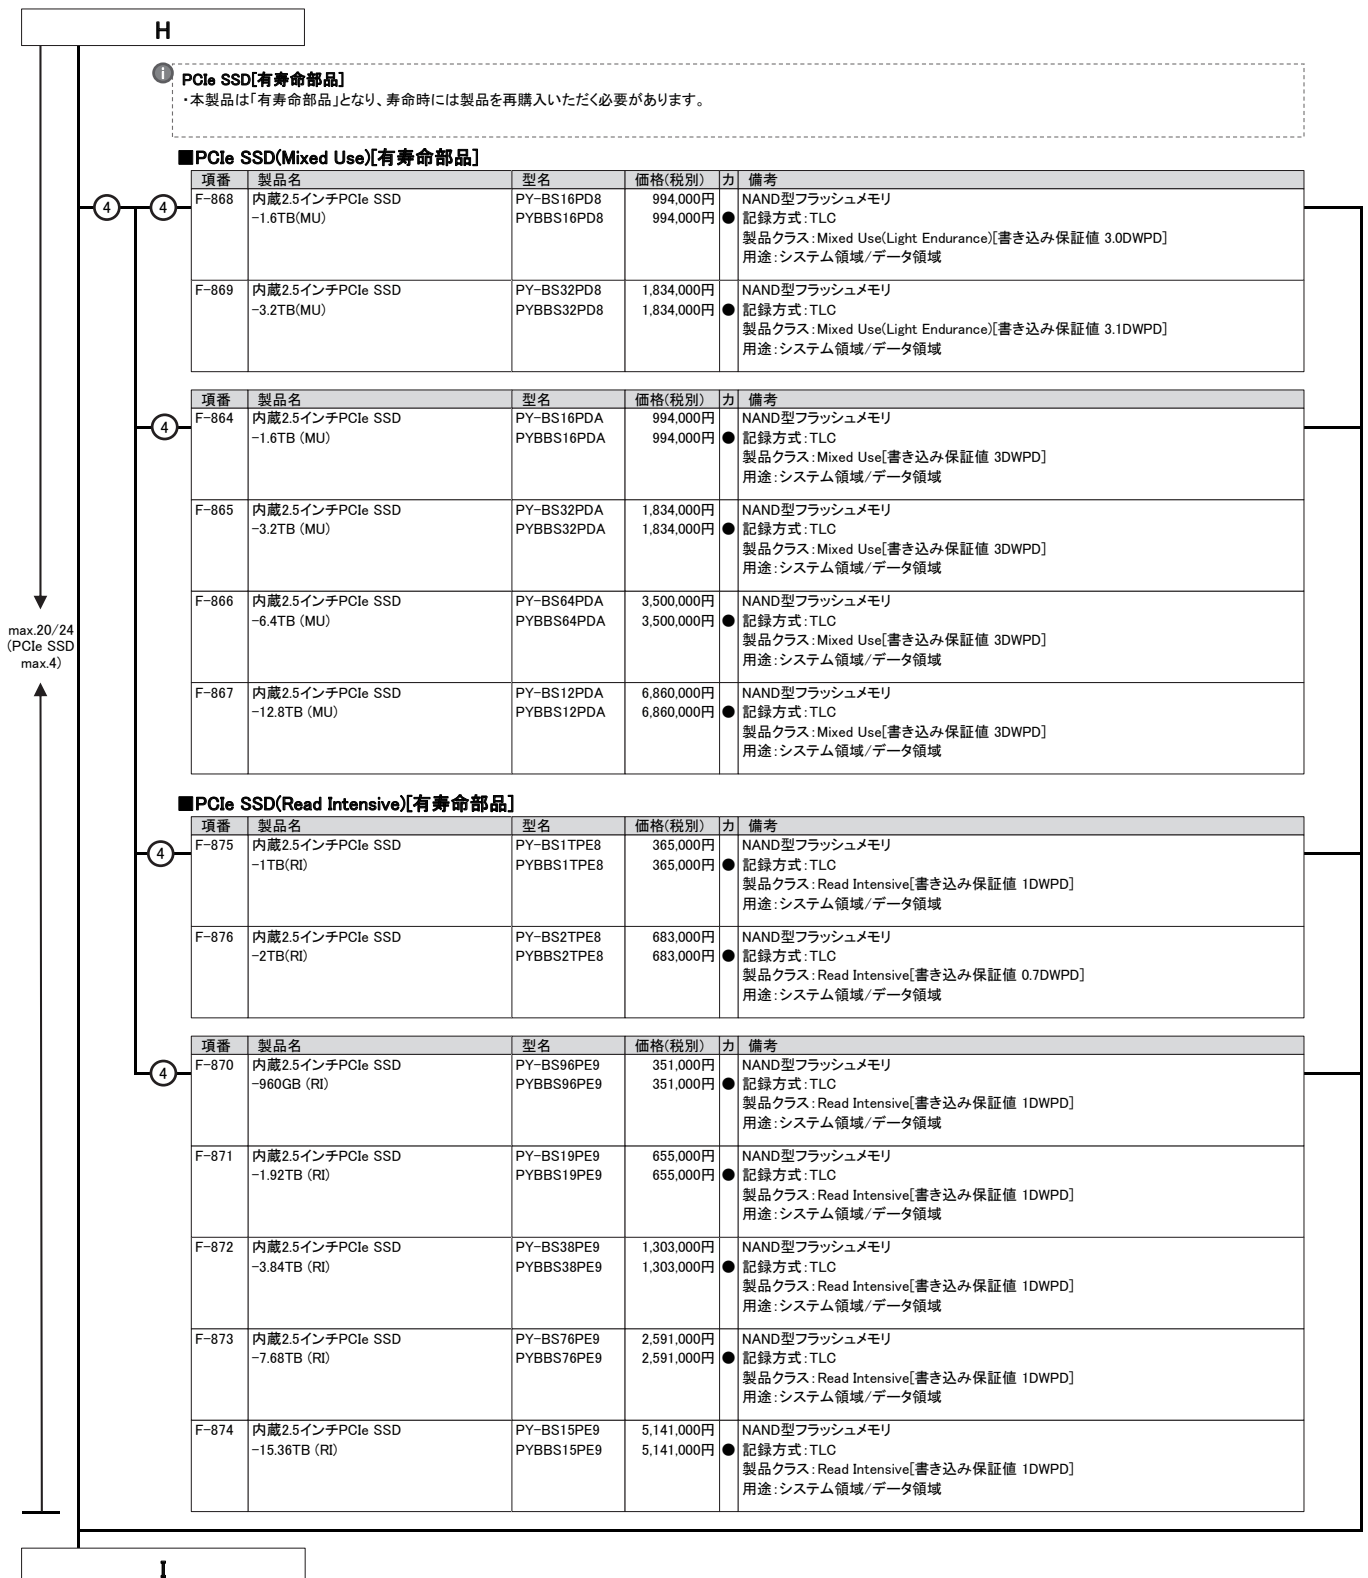 H
i
PCIe SSD[有寿命部品]
・本製品は「有寿命部品」となり、寿命時には製品を再購入いただく必要があります。
■PCIe SSD(Mixed Use)[有寿命部品]
項番 製品名 型名 価格(税別) カ 備考
4 4 F-868 内蔵2.5インチPCIe SSD PY-BS16PD8 994,000円 NAND型フラッシュメモリ
-1.6TB(MU) PYBBS16PD8 994,000円 ● 記録方式:TLC
製品クラス:Mixed Use(Light Endurance)[書き込み保証値 3.0DWPD]
用途:システム領域/データ領域
F-869 内蔵2.5インチPCIe SSD PY-BS32PD8 1,834,000円 NAND型フラッシュメモリ
-3.2TB(MU) PYBBS32PD8 1,834,000円 ● 記録方式:TLC
製品クラス:Mixed Use(Light Endurance)[書き込み保証値 3.1DWPD]
用途:システム領域/データ領域
項番 製品名 型名 価格(税別) カ 備考
4 F-864 内蔵2.5インチPCIe SSD PY-BS16PDA 994,000円 NAND型フラッシュメモリ
-1.6TB (MU) PYBBS16PDA 994,000円 ● 記録方式:TLC
製品クラス:Mixed Use[書き込み保証値 3DWPD]
用途:システム領域/データ領域
F-865 内蔵2.5インチPCIe SSD PY-BS32PDA 1,834,000円 NAND型フラッシュメモリ
-3.2TB (MU) PYBBS32PDA 1,834,000円 ● 記録方式:TLC
製品クラス:Mixed Use[書き込み保証値 3DWPD]
用途:システム領域/データ領域
F-866 内蔵2.5インチPCIe SSD PY-BS64PDA 3,500,000円 NAND型フラッシュメモリ
-6.4TB (MU) PYBBS64PDA 3,500,000円 ● 記録方式:TLC
製品クラス:Mixed Use[書き込み保証値 3DWPD]
用途:システム領域/データ領域
max.20/24
(PCIe SSD
max.4)
F-867 内蔵2.5インチPCIe SSD PY-BS12PDA 6,860,000円 NAND型フラッシュメモリ
-12.8TB (MU) PYBBS12PDA 6,860,000円 ● 記録方式:TLC
製品クラス:Mixed Use[書き込み保証値 3DWPD]
用途:システム領域/データ領域
■PCIe SSD(Read Intensive)[有寿命部品]
項番 製品名 型名 価格(税別) カ 備考
4 F-875 内蔵2.5インチPCIe SSD PY-BS1TPE8 365,000円 NAND型フラッシュメモリ
-1TB(RI) PYBBS1TPE8 365,000円 ● 記録方式:TLC
製品クラス:Read Intensive[書き込み保証値 1DWPD]
用途:システム領域/データ領域
F-876 内蔵2.5インチPCIe SSD PY-BS2TPE8 683,000円 NAND型フラッシュメモリ
-2TB(RI) PYBBS2TPE8 683,000円 ● 記録方式:TLC
製品クラス:Read Intensive[書き込み保証値 0.7DWPD]
用途:システム領域/データ領域
項番 製品名 型名 価格(税別) カ 備考
4 F-870 内蔵2.5インチPCIe SSD PY-BS96PE9 351,000円 NAND型フラッシュメモリ
-960GB (RI) PYBBS96PE9 351,000円 ● 記録方式:TLC
製品クラス:Read Intensive[書き込み保証値 1DWPD]
用途:システム領域/データ領域
F-871 内蔵2.5インチPCIe SSD PY-BS19PE9 655,000円 NAND型フラッシュメモリ
-1.92TB (RI) PYBBS19PE9 655,000円 ● 記録方式:TLC
製品クラス:Read Intensive[書き込み保証値 1DWPD]
用途:システム領域/データ領域
F-872 内蔵2.5インチPCIe SSD PY-BS38PE9 1,303,000円 NAND型フラッシュメモリ
-3.84TB (RI) PYBBS38PE9 1,303,000円 ● 記録方式:TLC
製品クラス:Read Intensive[書き込み保証値 1DWPD]
用途:システム領域/データ領域
F-873 内蔵2.5インチPCIe SSD PY-BS76PE9 2,591,000円 NAND型フラッシュメモリ
-7.68TB (RI) PYBBS76PE9 2,591,000円 ● 記録方式:TLC
製品クラス:Read Intensive[書き込み保証値 1DWPD]
用途:システム領域/データ領域
F-874 内蔵2.5インチPCIe SSD PY-BS15PE9 5,141,000円 NAND型フラッシュメモリ
-15.36TB (RI) PYBBS15PE9 5,141,000円 ● 記録方式:TLC
製品クラス:Read Intensive[書き込み保証値 1DWPD]
用途:システム領域/データ領域
I